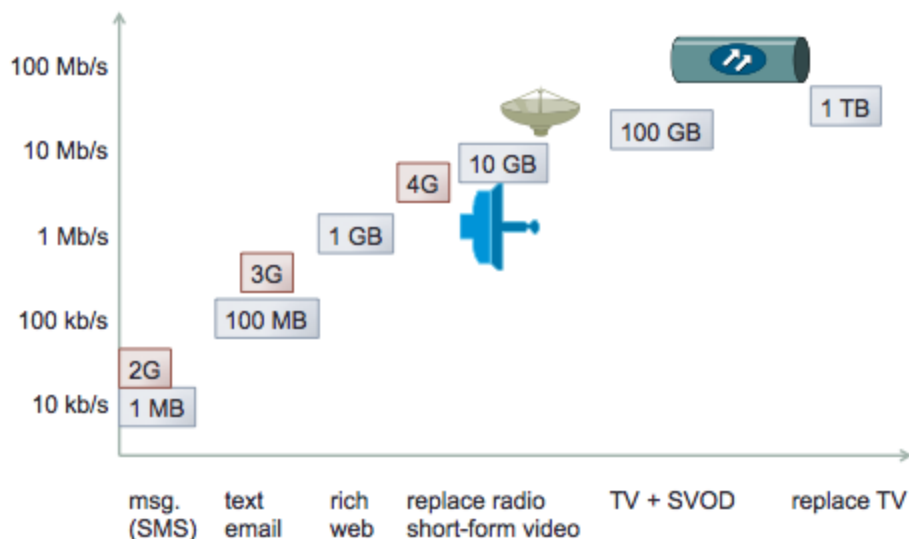 100 Mb/s
10 Mb/s
1 Mb/s
100 kb/s
10 kb/s
1 TB
100 GB
10 GB
4G
1 GB
3G
100 MB
2G
1 MB
msg.
(SMS)
text
email
rich
web
replace radio
short-form video
TV + SVOD
replace TV